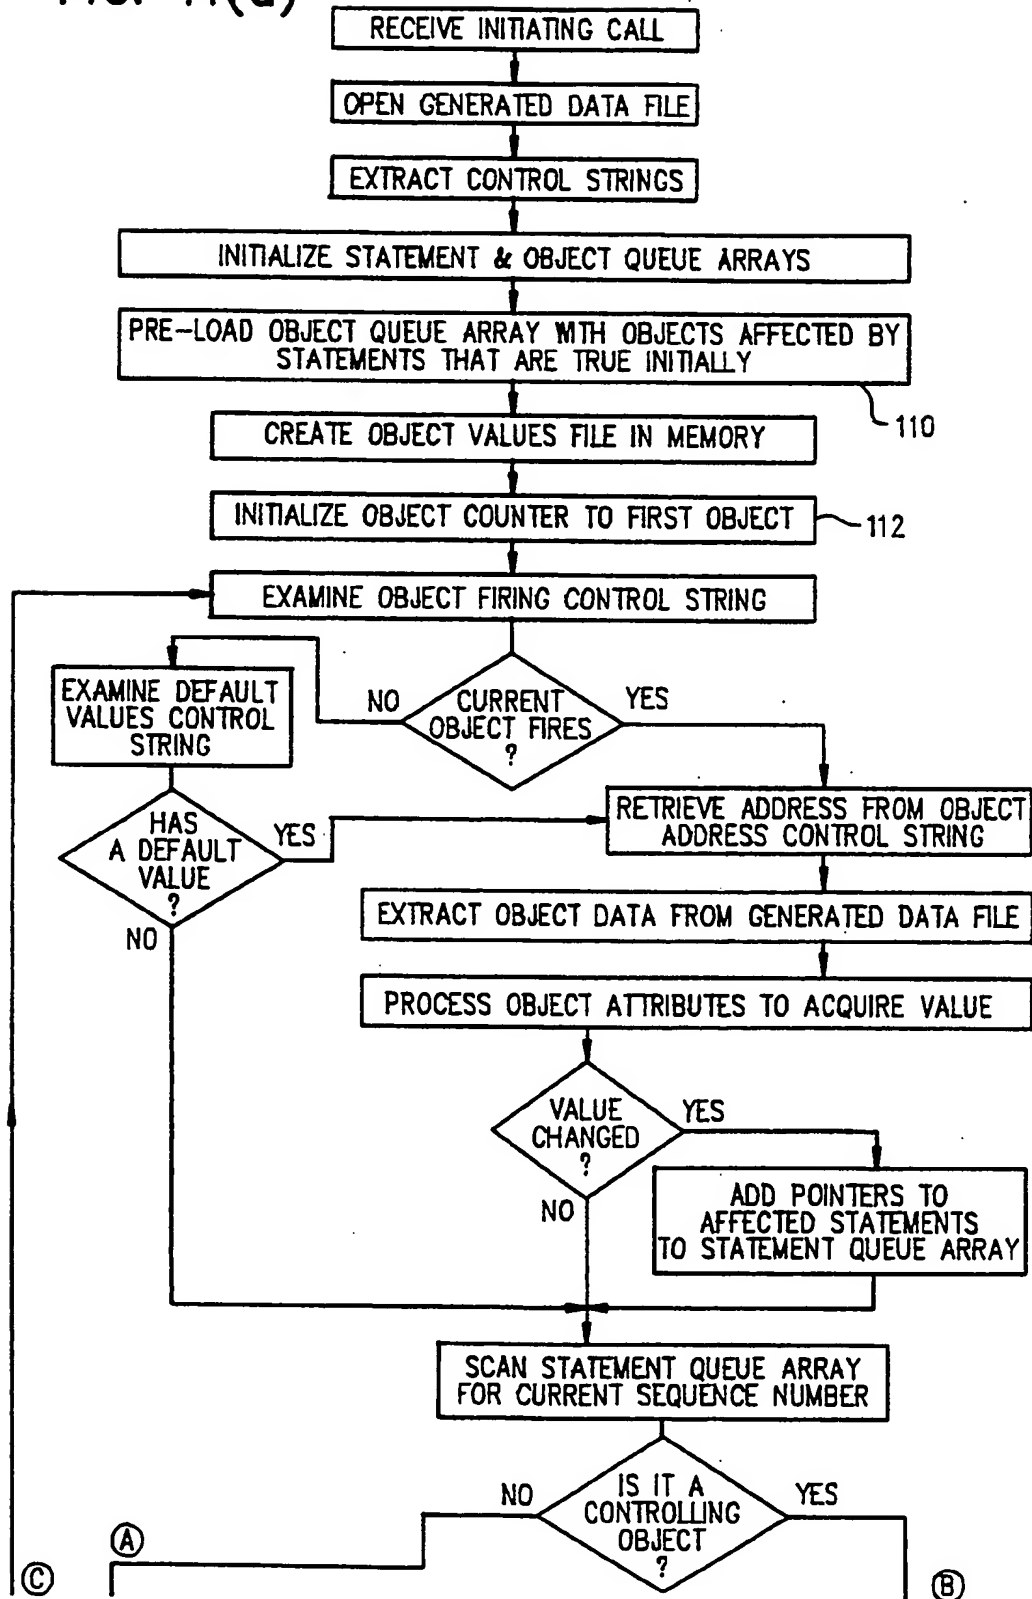 RECEIVE INITIATING CALL
OPEN GENERATED DATA FILE
EXTRACT CONTROL STRINGS
INITIALIZE STATEMENT & OBJECT QUEUE ARRAYS
PRE-LOAD OBJECT QUEUE ARRAY WITH OBJECTS AFFECTED BY
STATEMENTS THAT ARE TRUE INITIALLY
110
CREATE OBJECT VALUES FILE IN MEMORY
INITIALIZE OBJECT COUNTER TO FIRST OBJECT
112
EXAMINE OBJECT FIRING CONTROL STRING
NO
CURRENT
OBJECT FIRES
?
YES
EXAMINE DEFAULT
VALUES CONTROL
STRING
HAS
A DEFAULT
VALUE
?
YES
NO
RETRIEVE ADDRESS FROM OBJECT
ADDRESS CONTROL STRING
EXTRACT OBJECT DATA FROM GENERATED DATA FILE
PROCESS OBJECT ATTRIBUTES TO ACQUIRE VALUE
VALUE
CHANGED
?
YES
NO
ADD POINTERS TO
AFFECTED STATEMENTS
TO STATEMENT QUEUE ARRAY
SCAN STATEMENT QUEUE ARRAY
FOR CURRENT SEQUENCE NUMBER
NO
IS IT A
CONTROLLING
OBJECT
?
YES
A
C
B